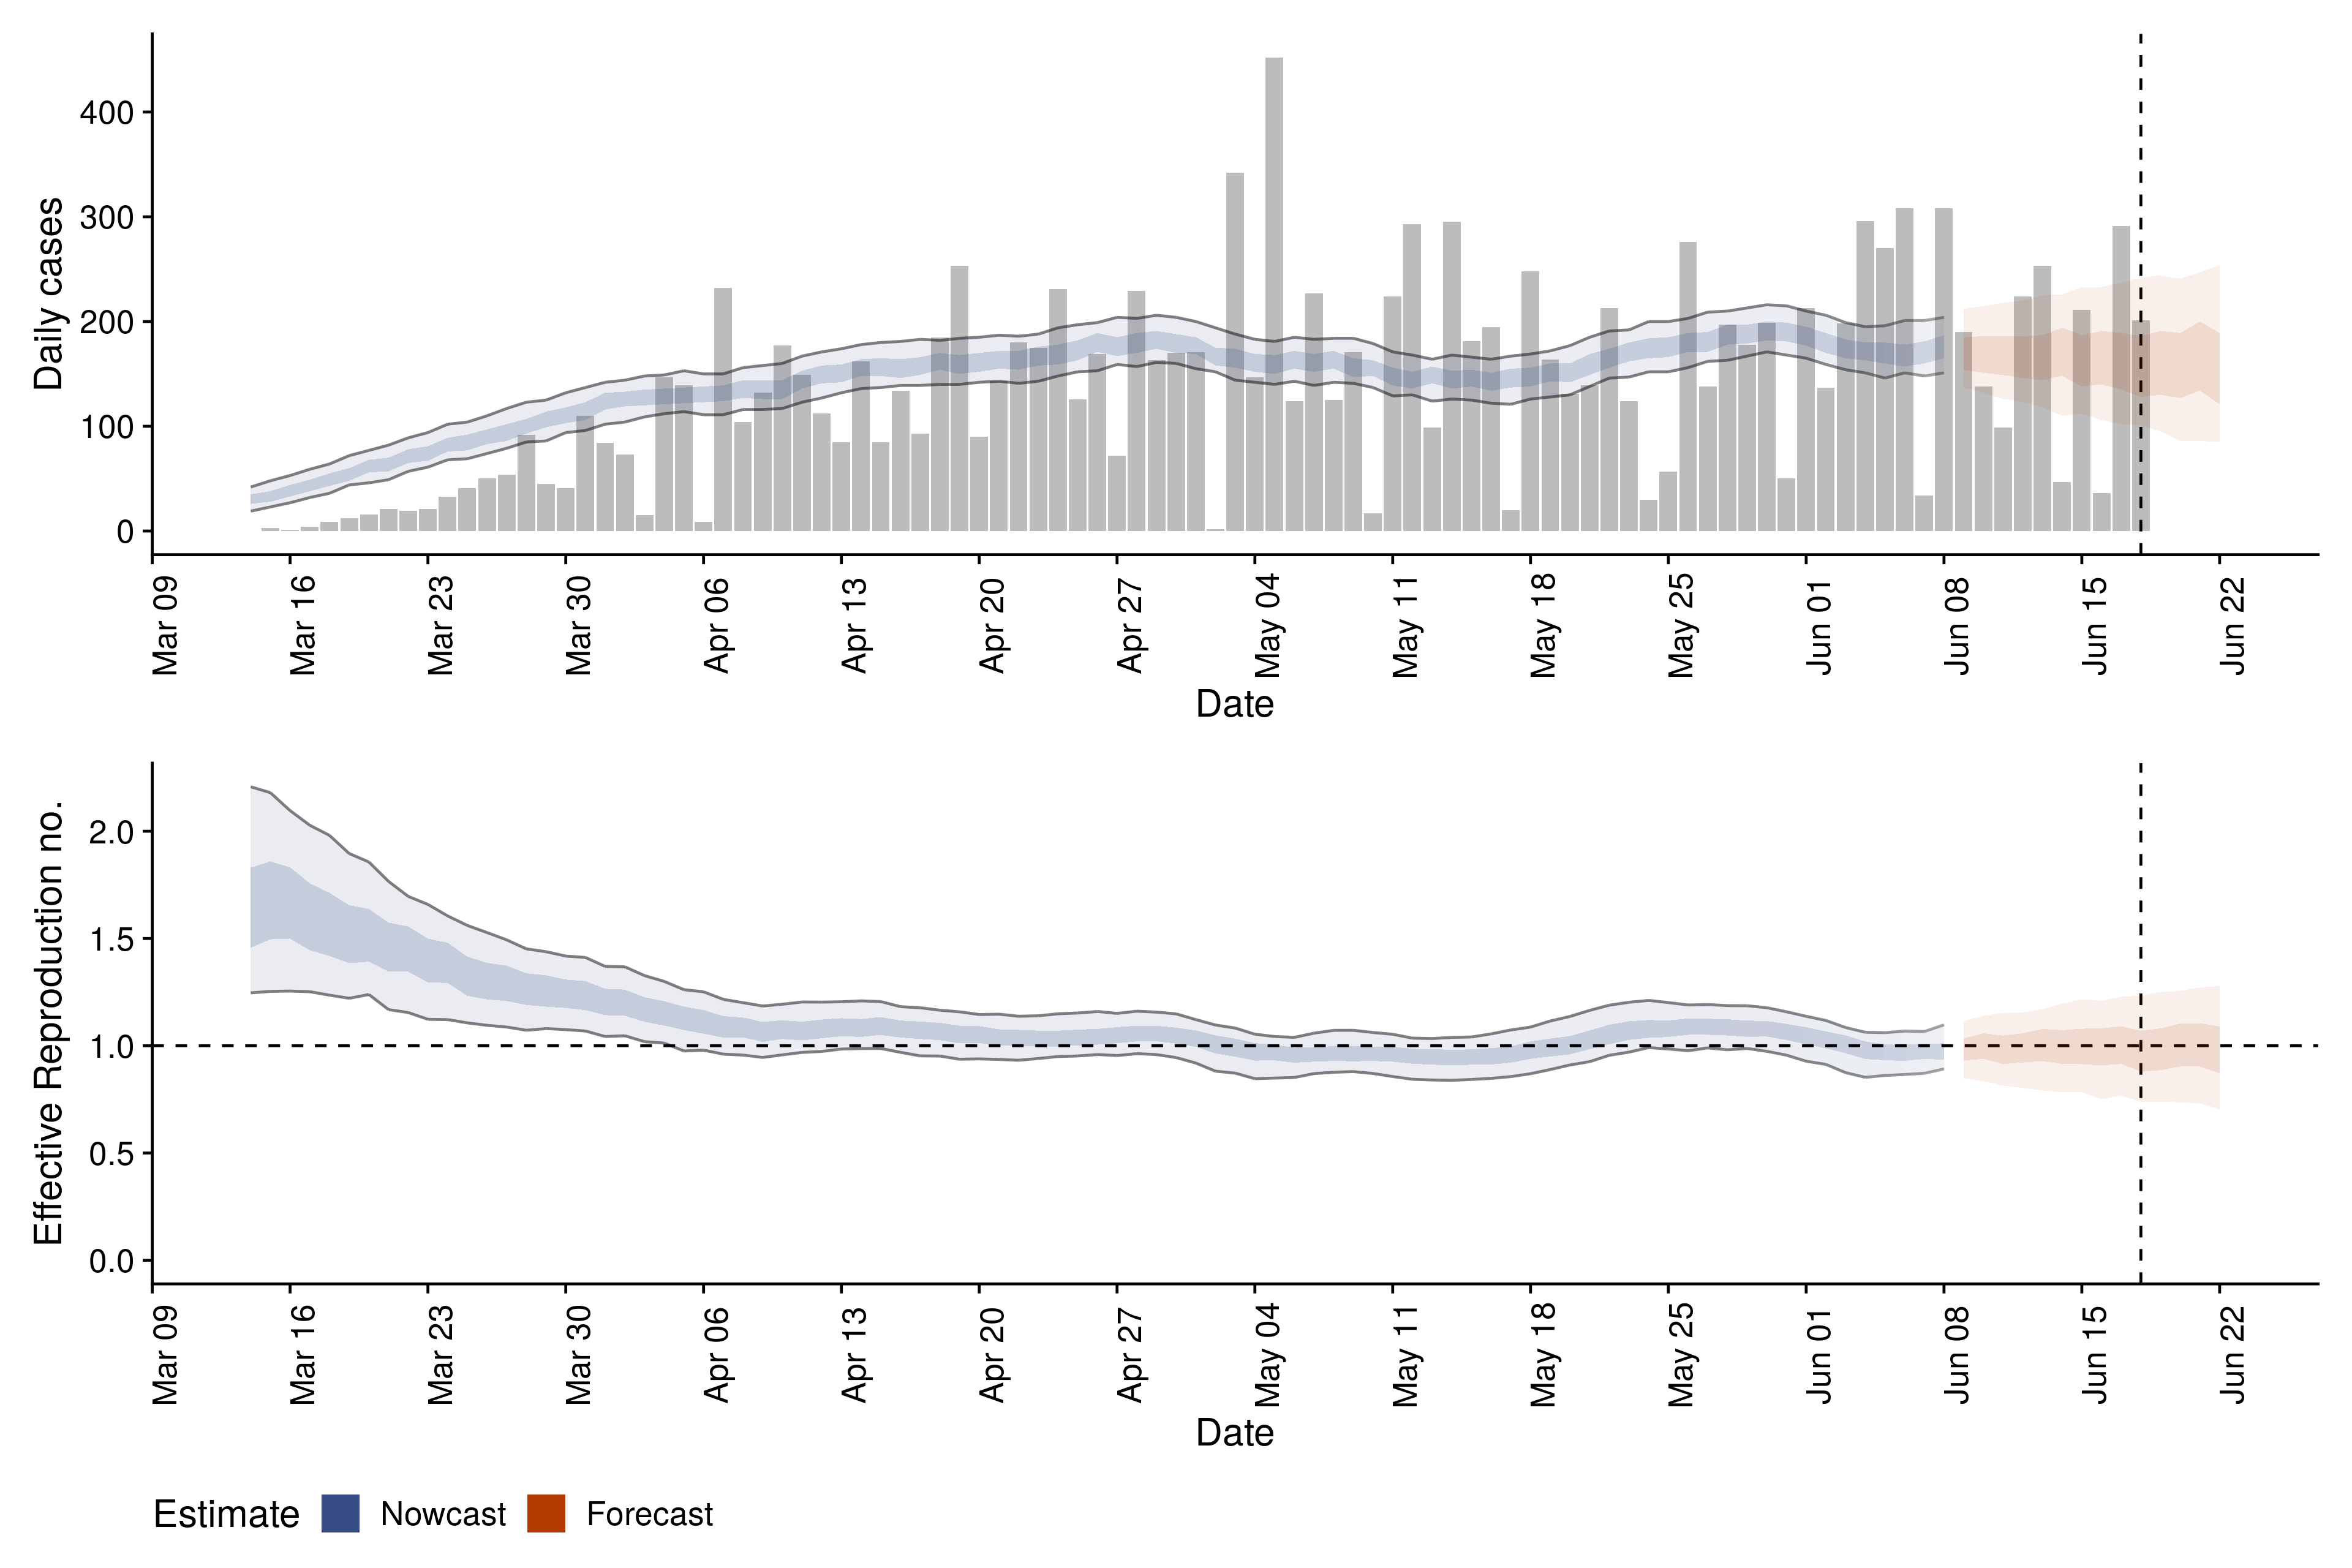 Daily cases
400
300
200
100
0
Mar 09
Mar 16
Mar 23
Mar 30
Apr 06
Apr 13
Apr 20
Apr 27
May 04
May 11
May 18
May 25
Jun 01
Jun 08
Jun 15
Jun 22
Date
Effective Reproduction no.
2.0
1.5
1.0
0.5
0.0
Mar 09
Mar 16
Mar 23
Mar 30
Apr 06
Apr 13
Apr 20
Apr 27
May 04
May 11
May 18
May 25
Jun 01
Jun 08
Jun 15
Jun 22
Date
Estimate Nowcast Forecast